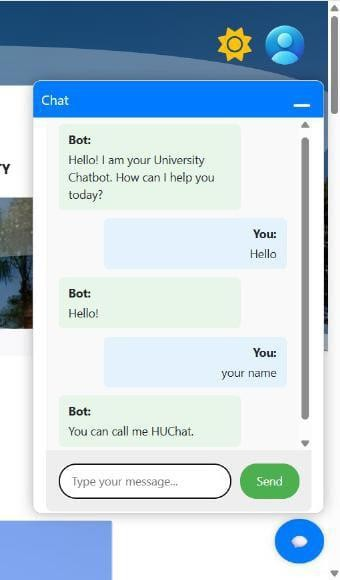 Chat
Bot:
Hello! I am your University
Chatbot. How can I help you
today?
TY
You:
Hello
Bot:
Hello!
You:
your name
Bot:
You can call me HUChat.
Type your message...
Send